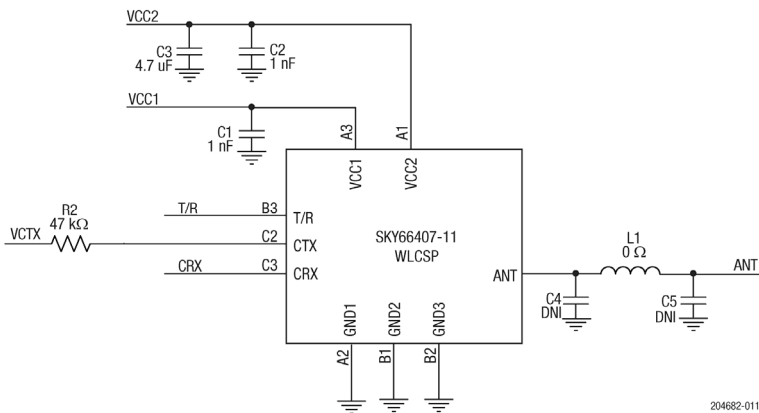 VCC2
C3
4.7 uF
C2
1 nF
VCC1
C1
1 nF
A3
A1
VCC1
VCC2
T/R
B3
T/R
R2
47 kΩ
VCTX
C2
CTX
CRX
C3
CRX
SKY66407-11
WLCSP
ANT
L1
0 Ω
ANT
C4
DNI
C5
DNI
GND1
GND2
GND3
A2
B1
B2
204682-011